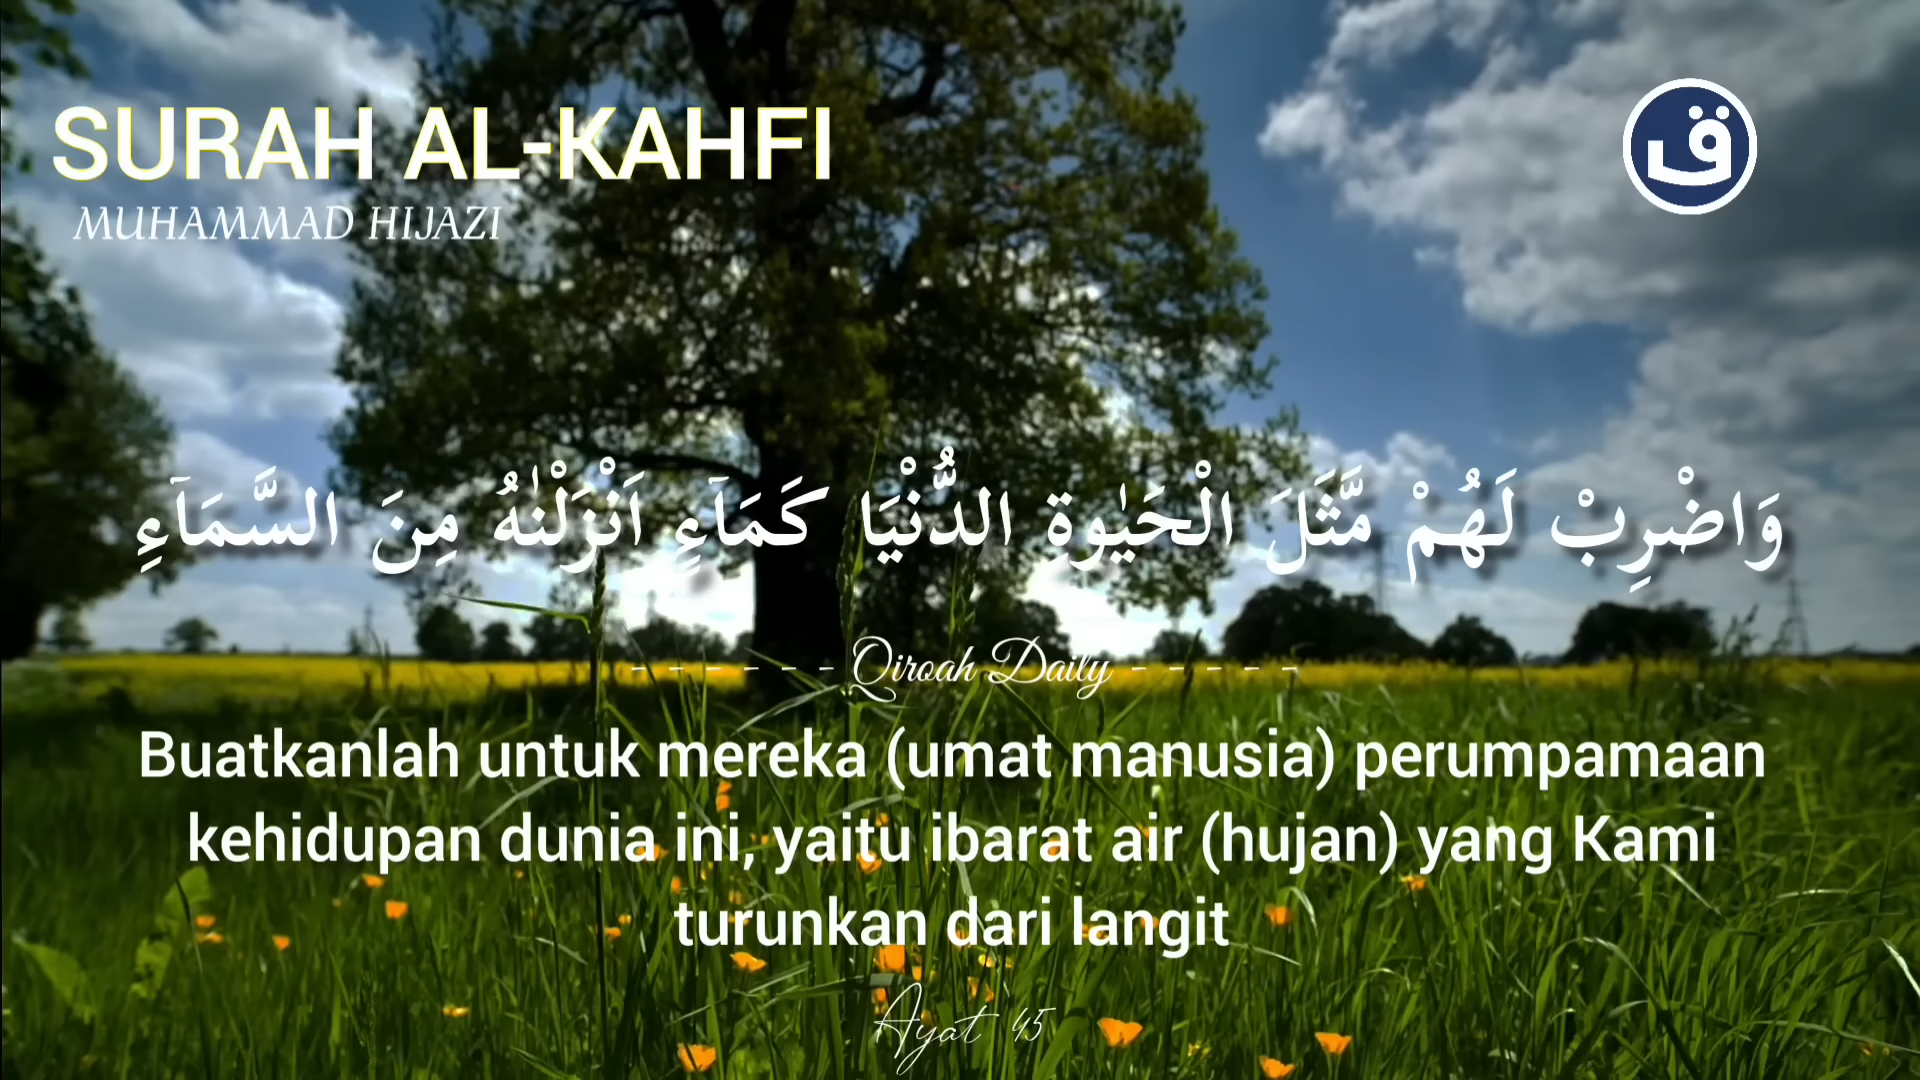 SURAH AL-KAHFI
MUHAMMAD HIJAZI
ق
وَاضْرِبْ لَهُمْ مَّثَلَ الْحَيٰوةِ الدُّنْيَا كَمَاۤءٍ اَنْزَلْنٰهُ مِنَ السَّمَاۤءِ
- - - - - - Qiroah Daily - - - - -
Buatkanlah untuk mereka (umat manusia) perumpamaan
kehidupan dunia ini, yaitu ibarat air (hujan) yang Kami
turunkan dari langit
Ayat 45